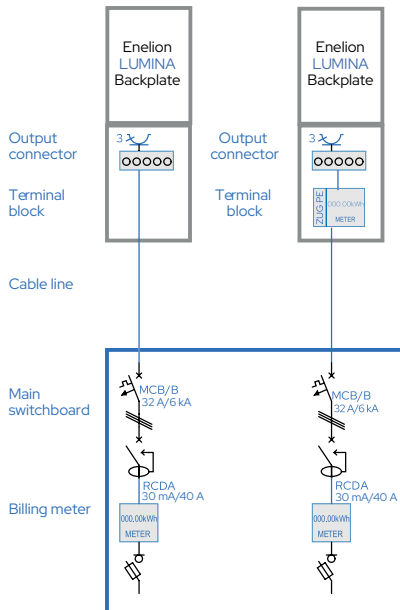 Enelion
LUMINA
Backplate
Enelion
LUMINA
Backplate
Output
connector
3
Output
connector
3
Terminal
block
Terminal
block
ZUG PE
000.00kWh
METER
Cable line
Main
switchboard
MCB/B
32 A/6 kA
MCB/B
32 A/6 kA
RCDA
30 mA/40 A
RCDA
30 mA/40 A
Billing meter
000,00kWh
METER
000,00kWh
METER